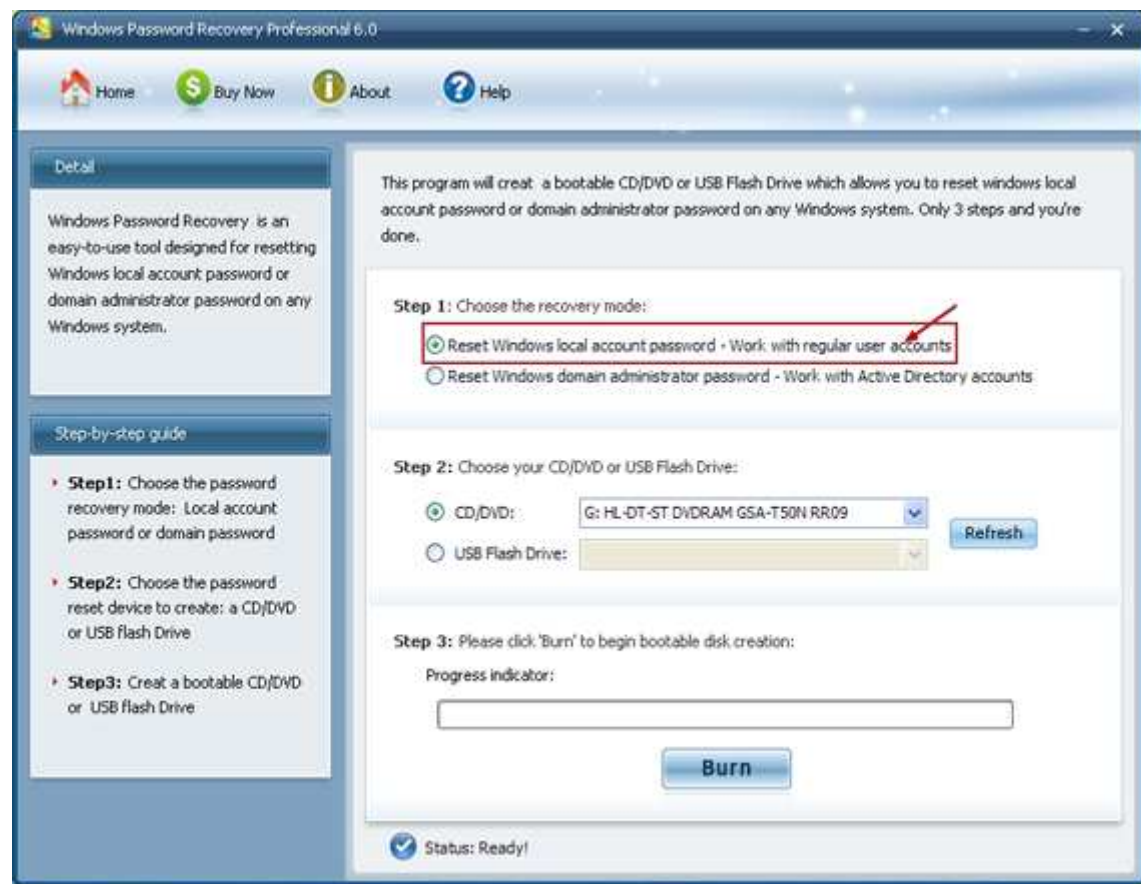 Windows Password Recovery Professional 6.0
Home
Buy Now
About
Help
Detail
Windows Password Recovery is an
easy-to-use tool designed for resetting
Windows local account password or
domain administrator password on any
Windows system.
Step-by-step guide
Step1: Choose the password
recovery mode: Local account
password or domain password
Step2: Choose the password
reset device to create: a CD/DVD
or USB flash Drive
Step3: Creat a bootable CD/DVD
or USB flash Drive
This program will creat a bootable CD/DVD or USB Flash Drive which allows you to reset windows local
account password or domain administrator password on any Windows system. Only 3 steps and you're
done.
Step 1: Choose the recovery mode:
Reset Windows local account password - Work with regular user accounts
Reset Windows domain administrator password - Work with Active Directory accounts
Step 2: Choose your CD/DVD or USB Flash Drive:
CD/DVD:
G: HL-DT-ST DVDRAM GSA-T50N RR09
Refresh
USB Flash Drive:
Step 3: Please click 'Burn' to begin bootable disk creation:
Progress indicator:
Burn
Status: Ready!